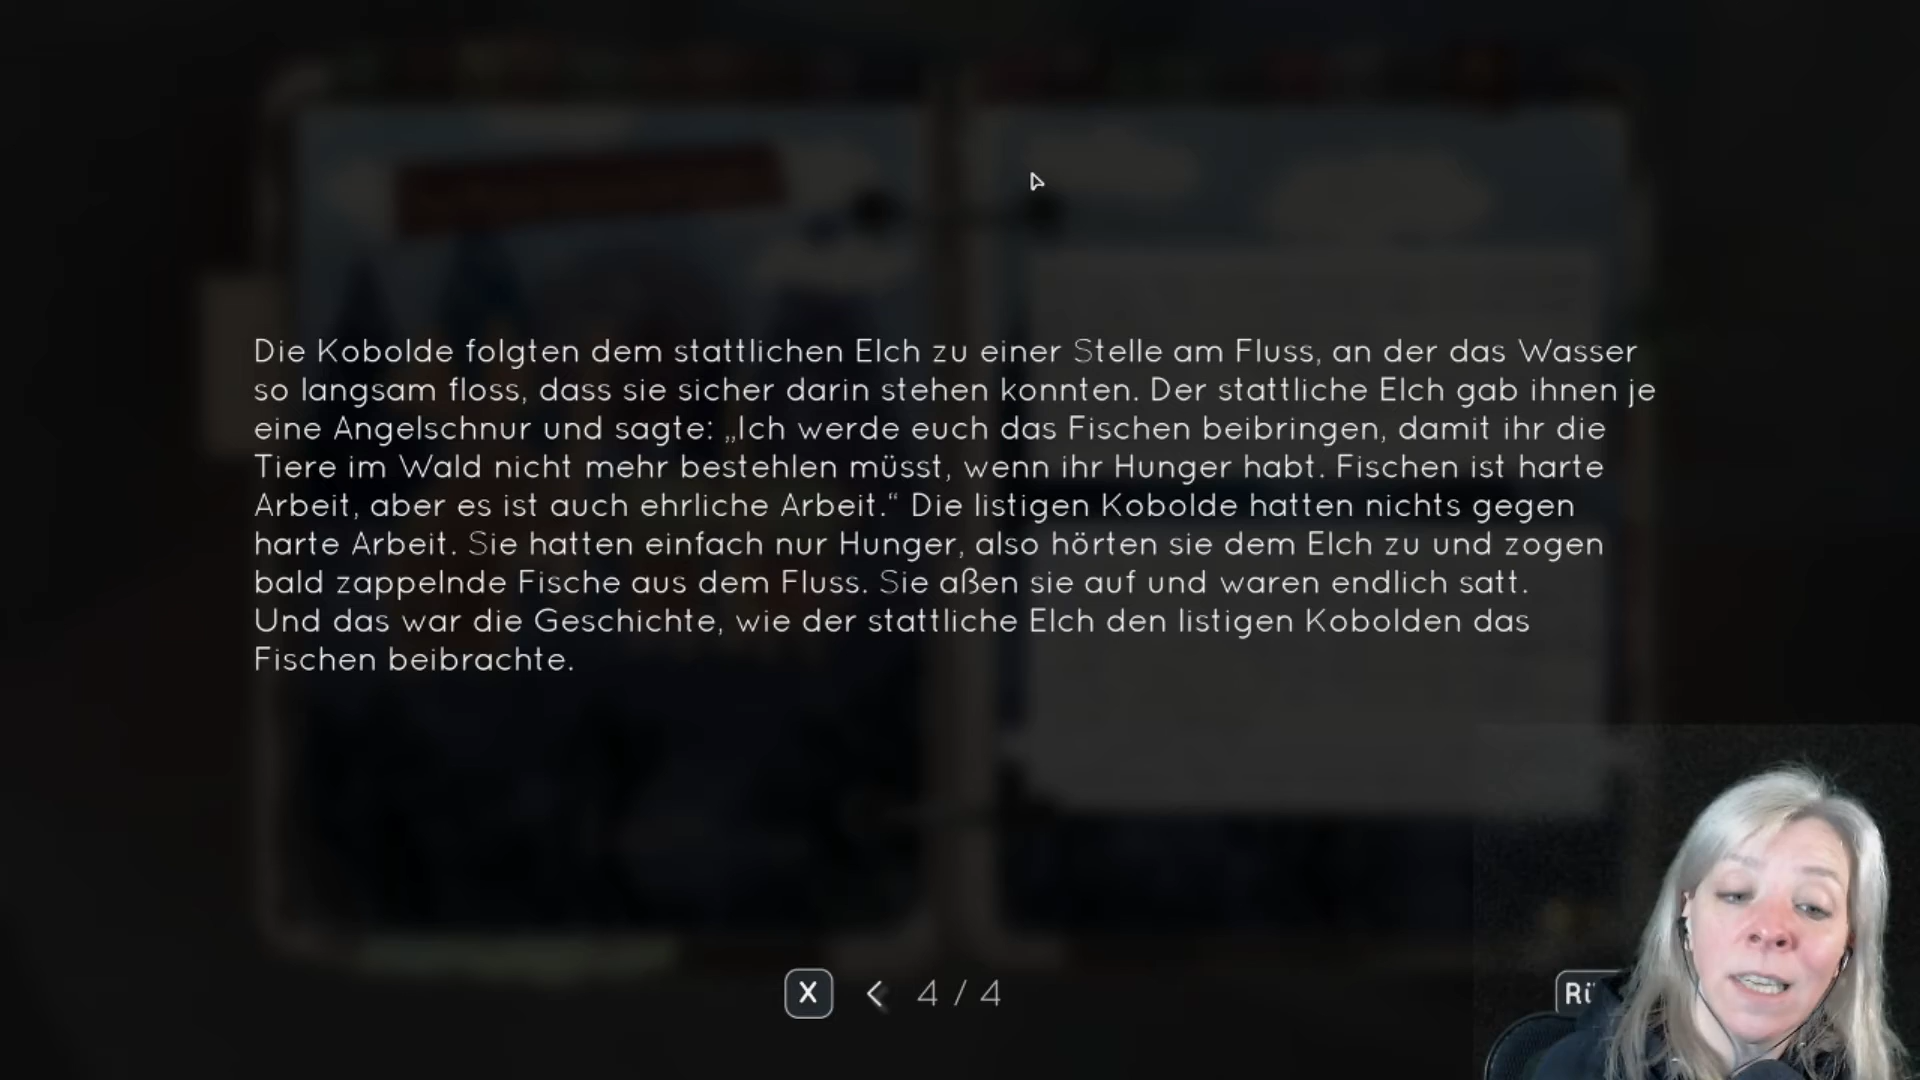 Die Kobolde folgten dem stattlichen Elch zu einer Stelle am Fluss, an der das Wasser
so langsam floss, dass sie sicher darin stehen konnten. Der stattliche Elch gab ihnen je
eine Angelschnur und sagte: „Ich werde euch das Fischen beibringen, damit ihr die
Tiere im Wald nicht mehr bestehlen müsst, wenn ihr Hunger habt. Fischen ist harte
Arbeit, aber es ist auch ehrliche Arbeit.“ Die listigen Kobolde hatten nichts gegen
harte Arbeit. Sie hatten einfach nur Hunger, also hörten sie dem Elch zu und zogen
bald zappelnde Fische aus dem Fluss. Sie aßen sie auf und waren endlich satt.
Und das war die Geschichte, wie der stattliche Elch den listigen Kobolden das
Fischen beibrachte.
X < 4 / 4